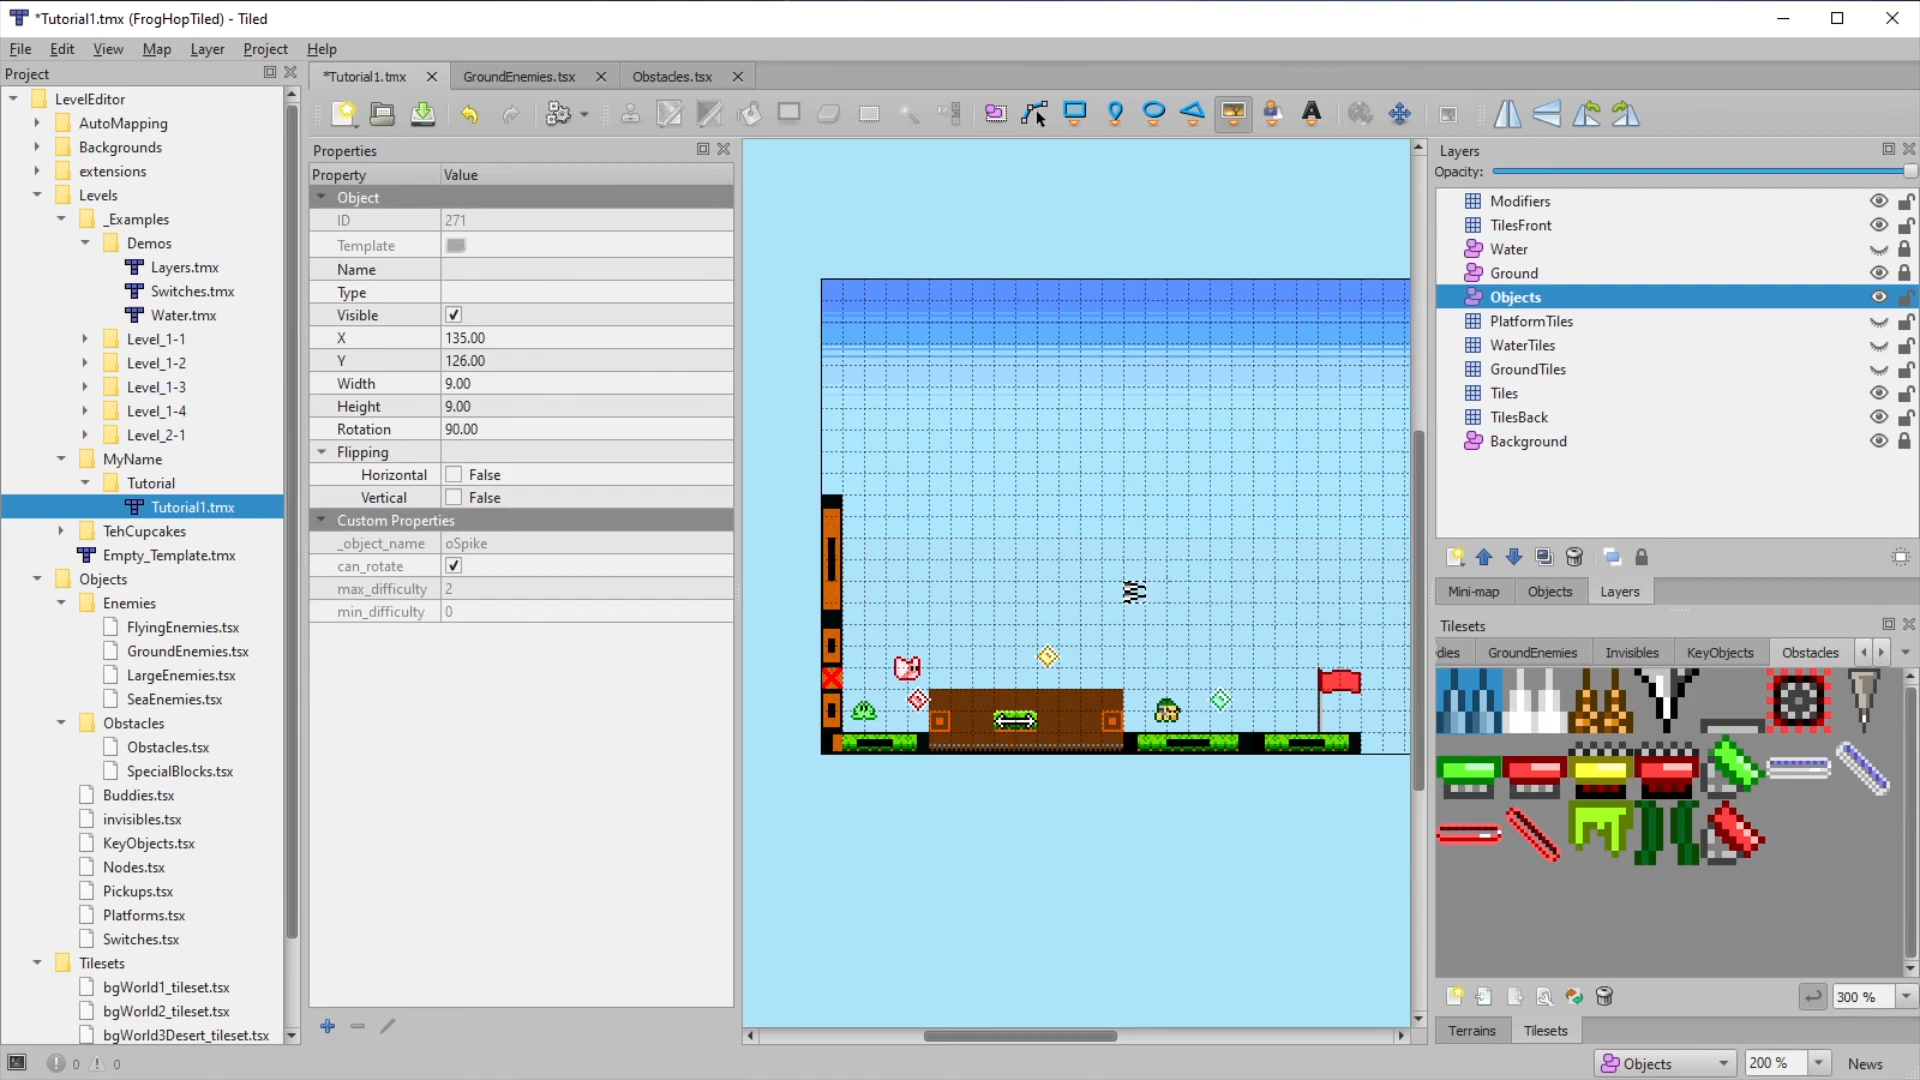 *Tutorial1.tmx (FrogHopTiled) - Tiled
File Edit View Map Layer Project Help
Project
LevelEditor
AutoMapping
Backgrounds
extensions
Levels
_Examples
Demos
Layers.tmx
Switches.tmx
Water.tmx
Level_1-1
Level_1-2
Level_1-3
Level_1-4
Level_2-1
MyName
Tutorial
Tutorial1.tmx
TehCupcakes
Empty_Template.tmx
Objects
Enemies
FlyingEnemies.tsx
GroundEnemies.tsx
LargeEnemies.tsx
SeaEnemies.tsx
Obstacles
Obstacles.tsx
SpecialBlocks.tsx
Buddies.tsx
invisibles.tsx
KeyObjects.tsx
Nodes.tsx
Pickups.tsx
Platforms.tsx
Switches.tsx
Tilesets
bgWorld1_tileset.tsx
bgWorld2_tileset.tsx
bgWorld3Desert_tileset.tsx
0 0
*Tutorial1.tmx GroundEnemies.tsx Obstacles.tsx
A
Properties
Property Value
Object
ID 271
Template
Name
Type
Visible
X 135.00
Y 126.00
Width 9.00
Height 9.00
Rotation 90.00
Flipping
Horizontal False
Vertical False
Custom Properties
_object_name oSpike
can_rotate
max_difficulty 2
min_difficulty 0
Layers
Opacity:
Modifiers
TilesFront
Water
Ground
Objects
PlatformTiles
WaterTiles
GroundTiles
Tiles
TilesBack
Background
Mini-map Objects Layers
Tilesets
dies GroundEnemies Invisibles KeyObjects Obstacles
300 %
Terrains Tilesets
Objects 200 % News